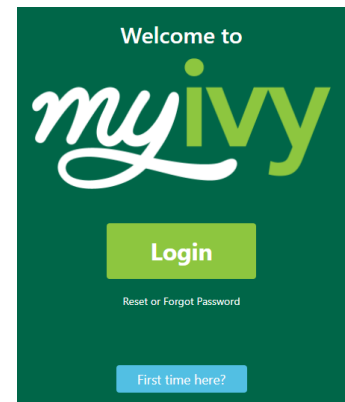 Welcome to
myivy
Login
Reset or Forgot Password
First time here?